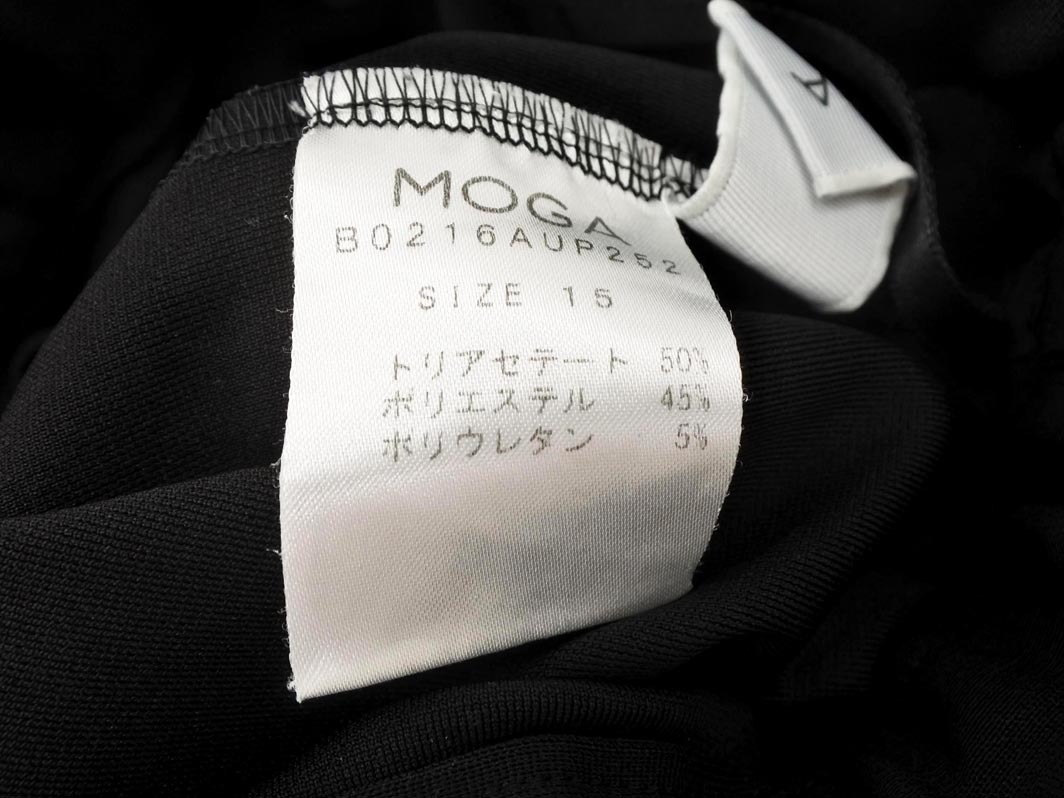 MOGA
B0216AUP252
SIZE 15
トリアセテート 50%
ポリエステル 45%
ポリウレタン 5%